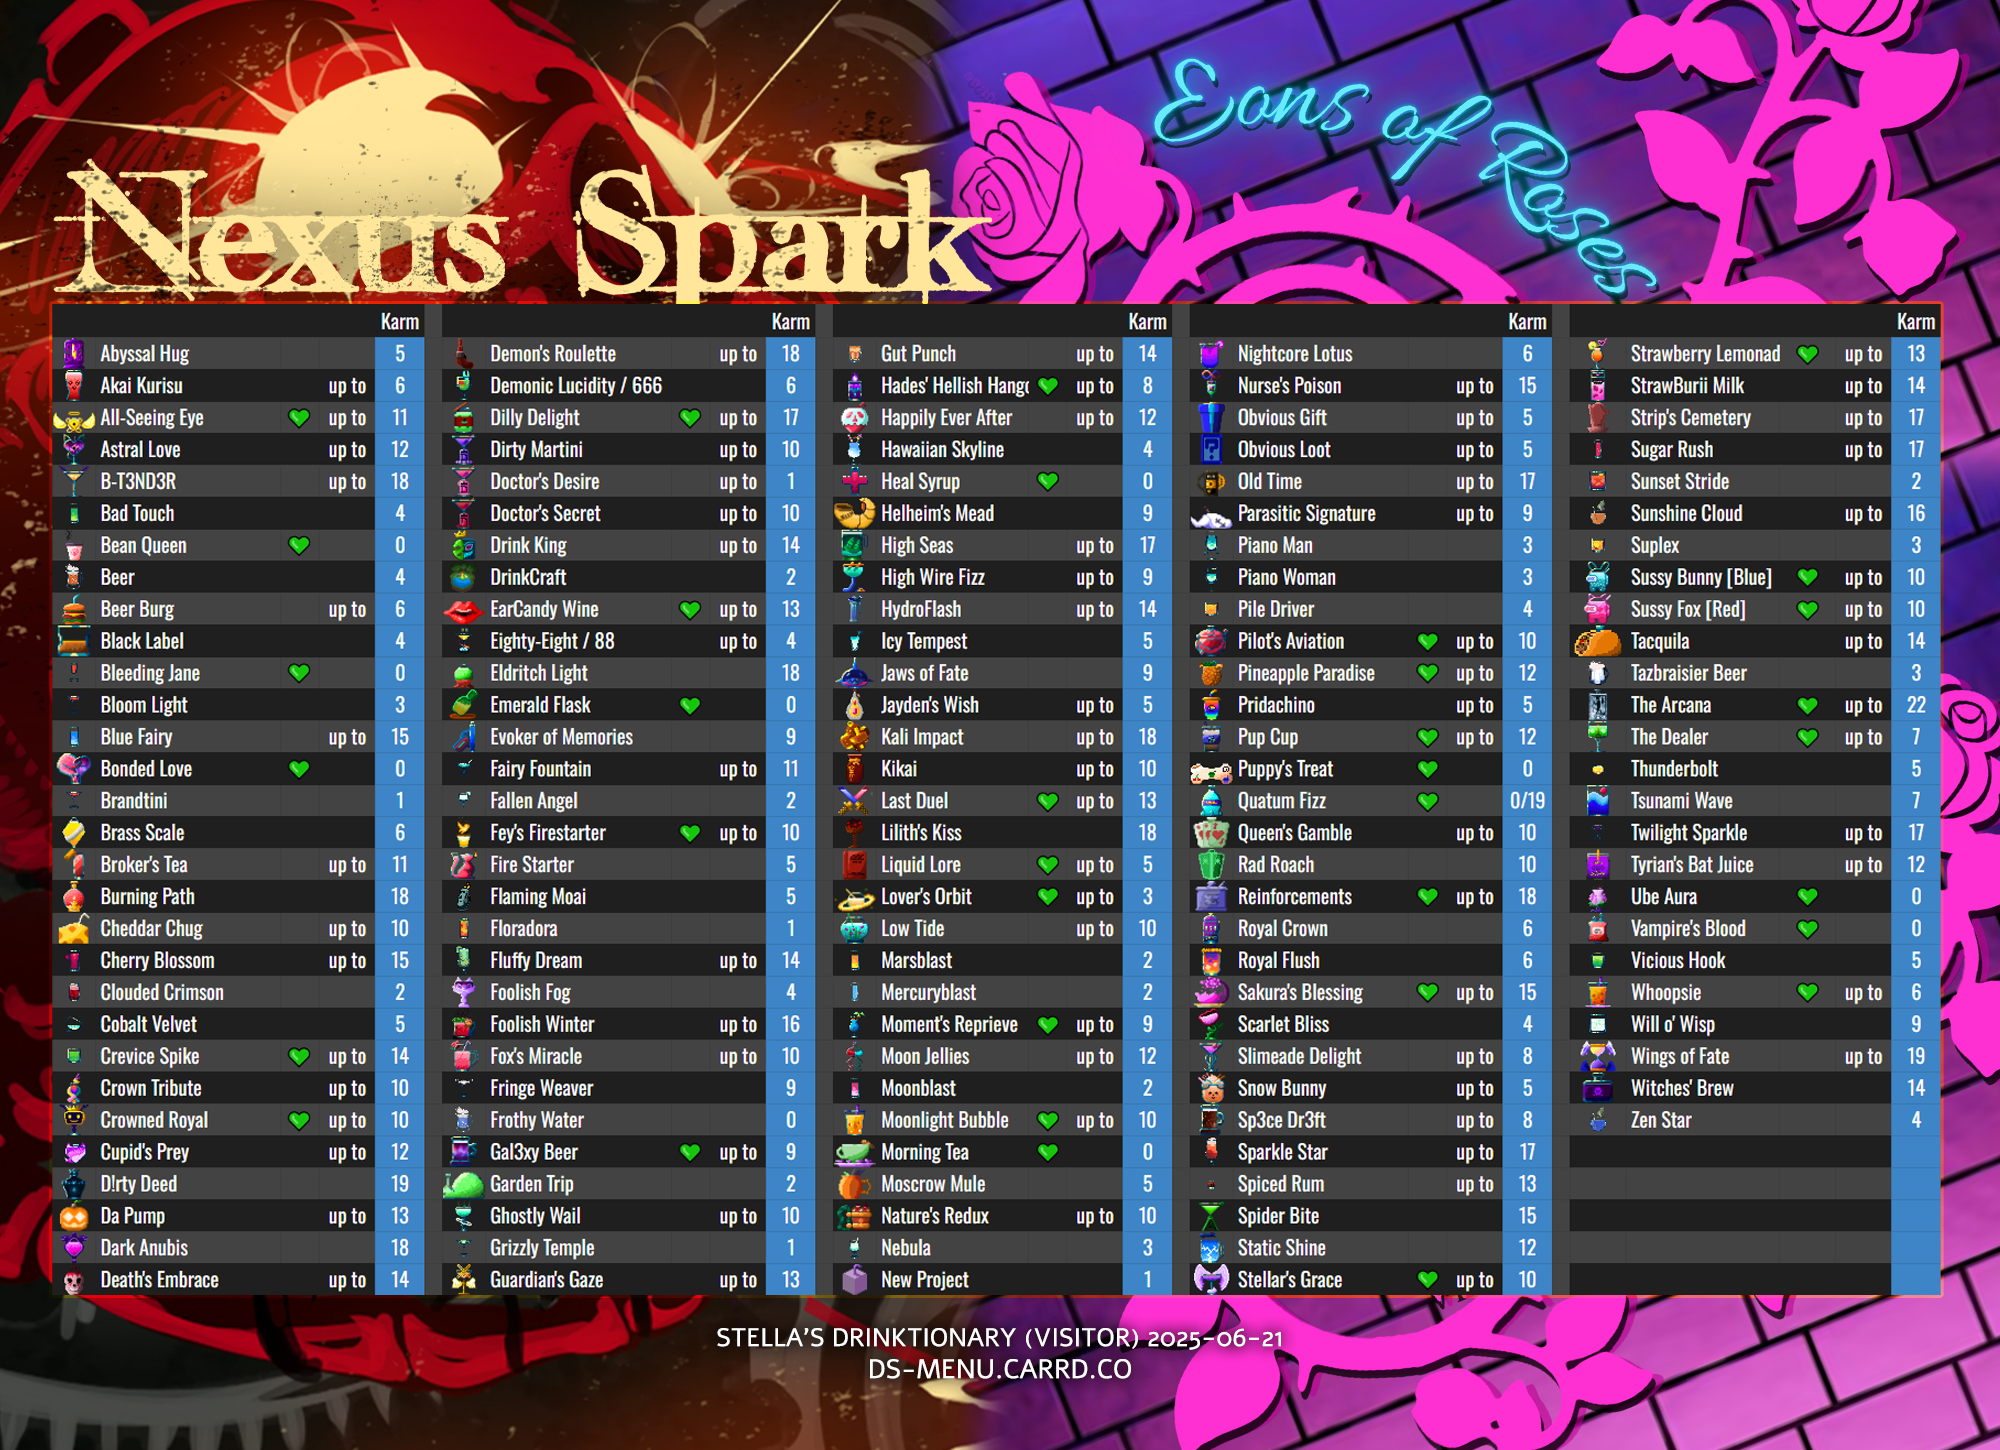 Nexus Spark
Eons of Roses
Karm
Abyssal Hug 5
Akai Kurisu up to 6
All-Seeing Eye up to 11
Astral Love up to 12
B-T3ND3R up to 18
Bad Touch 4
Bean Queen 0
Beer 4
Beer Burg up to 6
Black Label 4
Bleeding Jane 0
Bloom Light 3
Blue Fairy up to 15
Bonded Love 0
Brandtini 1
Brass Scale 6
Broker's Tea up to 11
Burning Path 18
Cheddar Chug up to 10
Cherry Blossom up to 15
Clouded Crimson 2
Cobalt Velvet 5
Crevice Spike up to 14
Crown Tribute up to 10
Crowned Royal up to 10
Cupid's Prey up to 12
D!rty Deed 19
Da Pump up to 13
Dark Anubis 18
Death's Embrace up to 14
Karm
Demon's Roulette up to 18
Demonic Lucidity / 666 6
Dilly Delight up to 17
Dirty Martini up to 10
Doctor's Desire up to 1
Doctor's Secret up to 10
Drink King up to 14
DrinkCraft 2
EarCandy Wine up to 13
Eighty-Eight / 88 up to 4
Eldritch Light 18
Emerald Flask 0
Evoker of Memories 9
Fairy Fountain up to 11
Fallen Angel 2
Fey's Firestarter up to 10
Fire Starter 5
Flaming Moai 5
Floradora 1
Fluffy Dream up to 14
Foolish Fog 4
Foolish Winter up to 16
Fox's Miracle up to 10
Fringe Weaver 9
Frothy Water 0
Gal3xy Beer up to 9
Garden Trip 2
Ghostly Wail up to 10
Grizzly Temple 1
Guardian's Gaze up to 13
Karm
Gut Punch up to 14
Hades' Hellish Hango up to 8
Happily Ever After up to 12
Hawaiian Skyline 4
Heal Syrup 0
Helheim's Mead 9
High Seas up to 17
High Wire Fizz up to 9
HydroFlash up to 14
Icy Tempest 5
Jaws of Fate 9
Jayden's Wish up to 5
Kali Impact up to 18
Kikai up to 10
Last Duel up to 13
Lilith's Kiss 18
Liquid Lore up to 5
Lover's Orbit up to 3
Low Tide up to 10
Marsblast 2
Mercuryblast 2
Moment's Reprieve up to 9
Moon Jellies up to 12
Moonblast 2
Moonlight Bubble up to 10
Morning Tea 0
Moscrow Mule 5
Nature's Redux up to 10
Nebula 3
New Project 1
Karm
Nightcore Lotus 6
Nurse's Poison up to 15
Obvious Gift up to 5
Obvious Loot up to 5
Old Time up to 17
Parasitic Signature up to 9
Piano Man 3
Piano Woman 3
Pile Driver 4
Pilot's Aviation up to 10
Pineapple Paradise up to 12
Pridachino up to 5
Pup Cup up to 12
Puppy's Treat 0
Quatum Fizz 0/19
Queen's Gamble up to 10
Rad Roach 10
Reinforcements up to 18
Royal Crown 6
Royal Flush 6
Sakura's Blessing up to 15
Scarlet Bliss 4
Slimeade Delight up to 8
Snow Bunny up to 5
Sp3ce Dr3ft up to 8
Sparkle Star up to 17
Spiced Rum up to 13
Spider Bite 15
Static Shine 12
Stellar's Grace up to 10
Karm
Strawberry Lemonad up to 13
StrawBurii Milk up to 14
Strip's Cemetery up to 17
Sugar Rush up to 17
Sunset Stride 2
Sunshine Cloud up to 16
Suplex 3
Sussy Bunny [Blue] up to 10
Sussy Fox [Red] up to 10
Tacquila up to 14
Tazbraisier Beer 3
The Arcana up to 22
The Dealer up to 7
Thunderbolt 5
Tsunami Wave 7
Twilight Sparkle up to 17
Tyrian's Bat Juice up to 12
Ube Aura 0
Vampire's Blood 0
Vicious Hook 5
Whoopsie up to 6
Will o' Wisp 9
Wings of Fate up to 19
Witches' Brew 14
Zen Star 4
STELLA'S DRINKTIONARY (VISITOR) 2025-06-21
DS-MENU.CARRD.CO